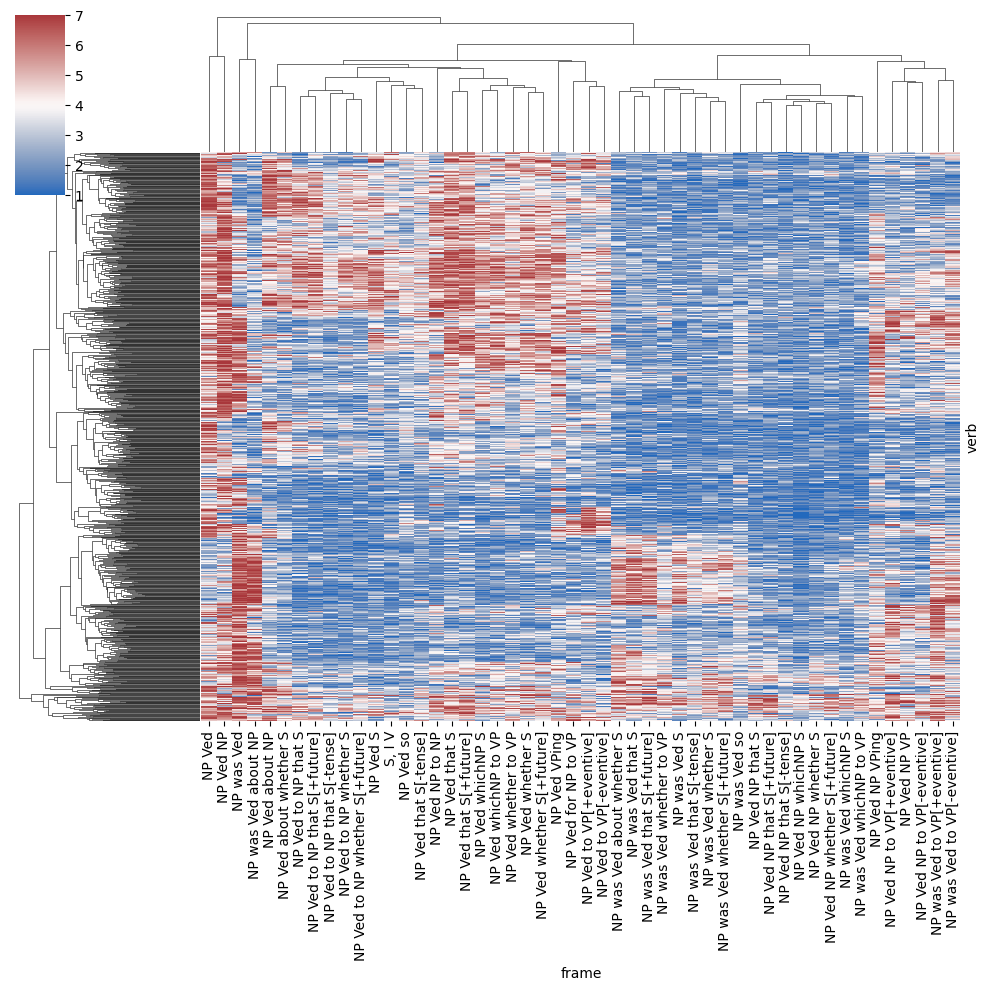 7
6
5
4
3
2
1
verb
NP Ved
NP Ved NP
NP was Ved
NP was Ved about NP
NP Ved about NP
NP Ved about whether S
NP Ved to NP that S
NP Ved to NP that S[+future]
NP Ved to NP that S[-tense]
NP Ved to NP whether S
NP Ved to NP whether S[+future]
NP Ved S
S, I V
NP Ved so
NP Ved that S[-tense]
NP Ved NP to NP
NP Ved that S
NP Ved that S[+future]
NP Ved whichNP S
NP Ved whichNP to VP
NP Ved whether to VP
NP Ved whether S
NP Ved whether S[+future]
NP Ved VPing
NP Ved for NP to VP
NP Ved to VP[+eventive]
NP Ved to VP[-eventive]
NP was Ved about whether S
NP was Ved that S
NP was Ved that S[+future]
NP was Ved whether to VP
NP was Ved S
NP was Ved that S[-tense]
NP was Ved whether S
NP was Ved whether S[+future]
NP was Ved so
NP Ved NP that S
NP Ved NP that S[+future]
NP Ved NP that S[-tense]
NP Ved NP whichNP S
NP Ved NP whether S
NP Ved NP whether S[+future]
NP was Ved whichNP S
NP was Ved whichNP to VP
NP Ved NP VPing
NP Ved NP to VP[+eventive]
NP Ved NP VP
NP Ved NP to VP[-eventive]
NP was Ved to VP[+eventive]
NP was Ved to VP[-eventive]
frame